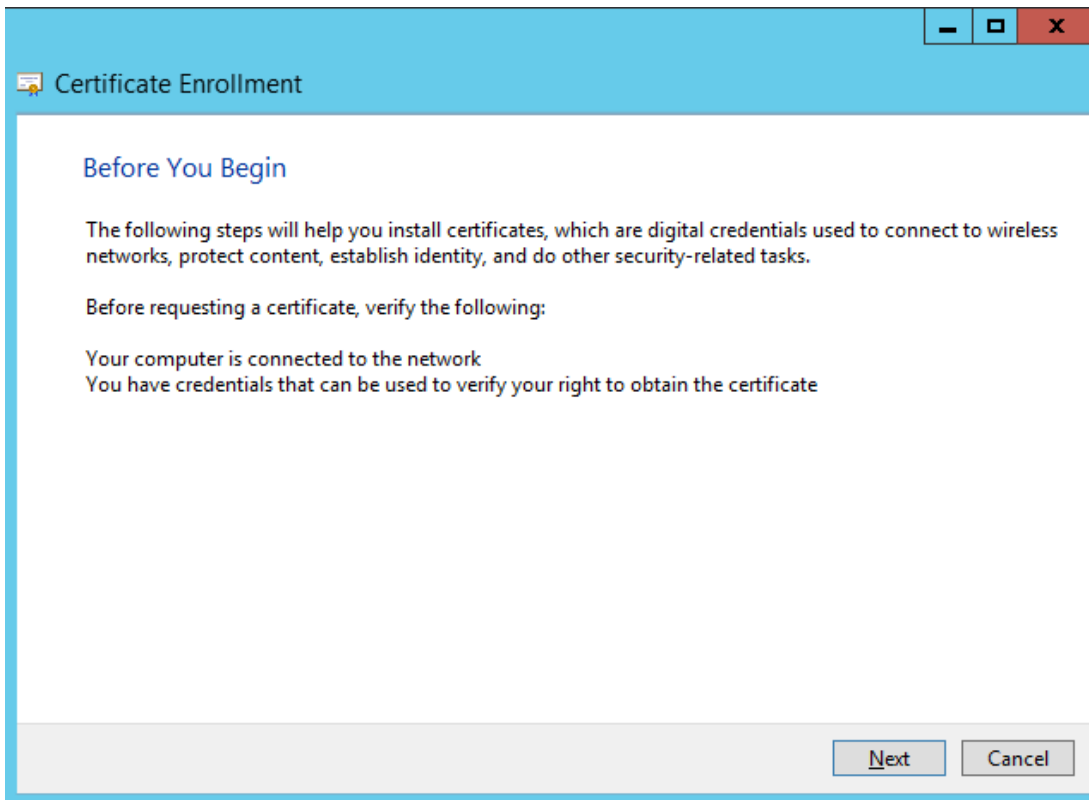 Certificate Enrollment
Before You Begin
The following steps will help you install certificates, which are digital credentials used to connect to wireless
networks, protect content, establish identity, and do other security-related tasks.
Before requesting a certificate, verify the following:
Your computer is connected to the network
You have credentials that can be used to verify your right to obtain the certificate
Next
Cancel